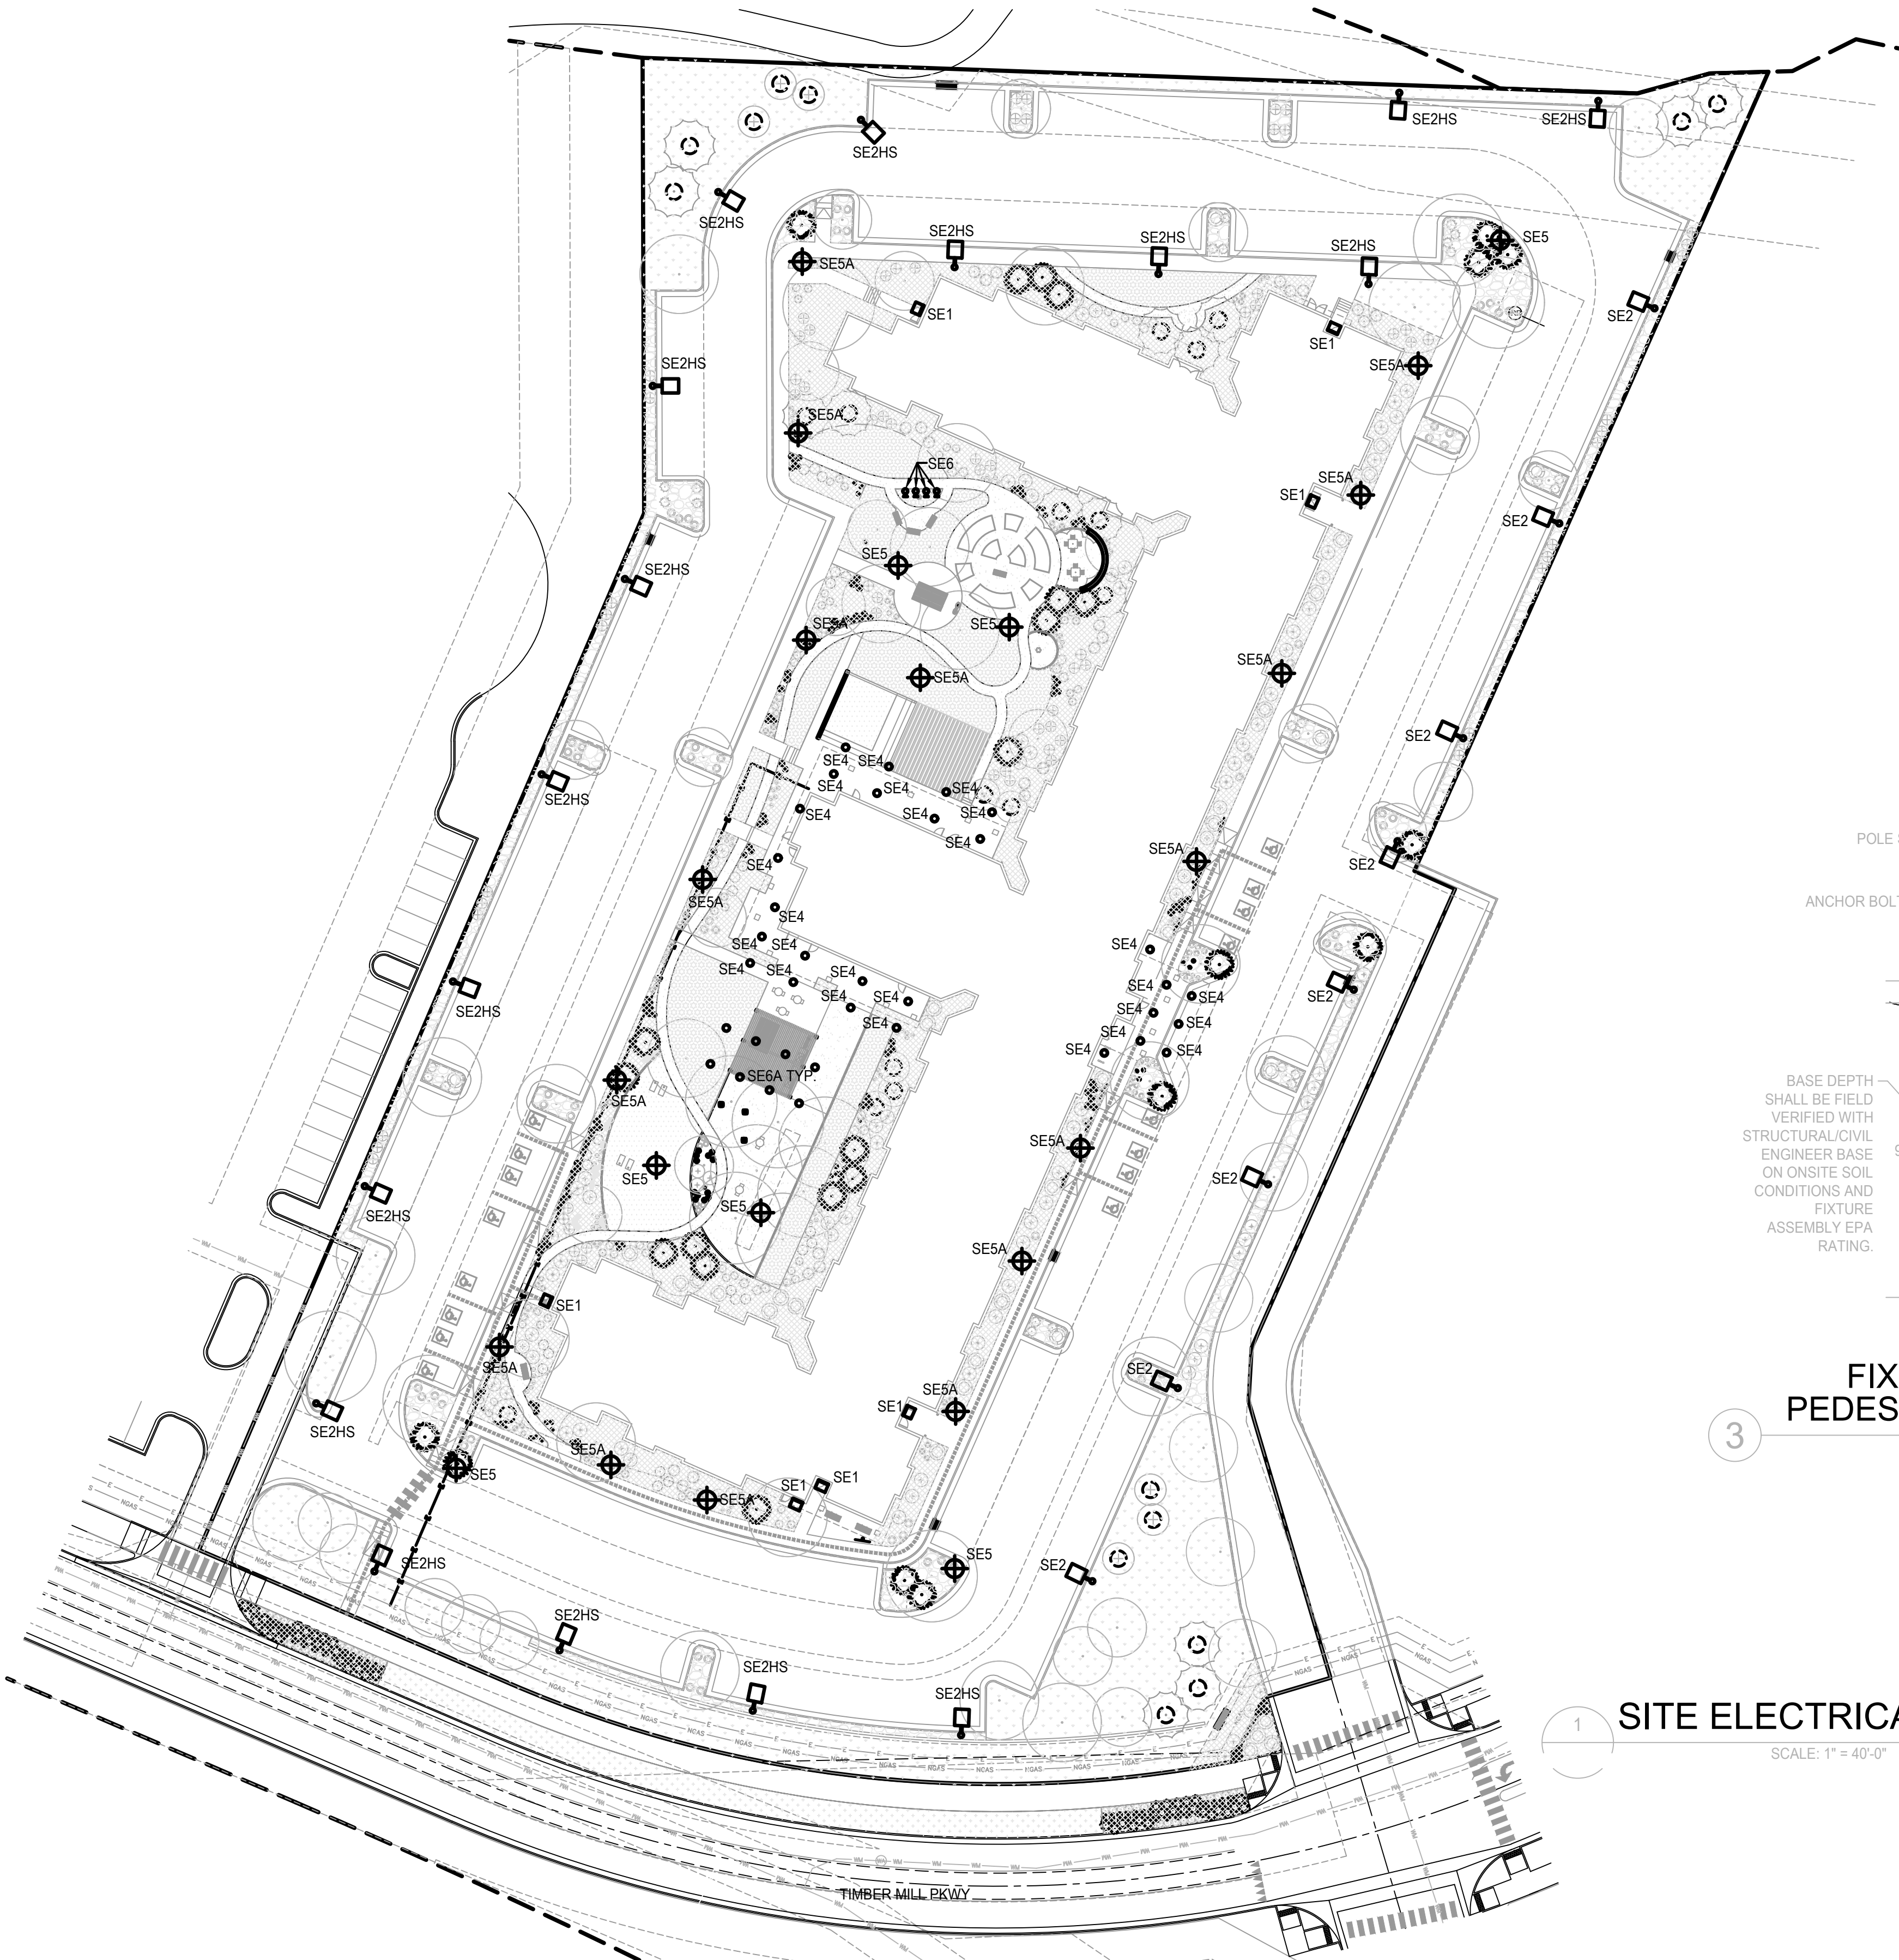 SE2HS
SE2HS
SE2HS
SE2HS
SE2HS
SE2HS
SE2HS
SE5
SE5A
SE1
SE2
SE1
SE2HS
SE5A
SE5A
SE6
SE5A
SE1
SE2
SE5
SE2HS
SE5A
SE5
SE5A
SE5A
SE2
SE4
SE4
SE4
SE4
SE4
SE2HS
SE4
SE4
SE4
SE4
SE5A
SE4
SE2
SE5A
SE4
SE4
SE4
SE4
SE4
SE4
SE4
SE4
SE4
SE4
SE2HS
SE4
SE4
SE2
SE4
SE4
SE4
SE4
SE4
SE6A TYP.
SE5A
SE5A
SE5
SE2
SE2HS
SE5
SE5A
SE1
SE5A
SE2
SE5A
SE1
SE2HS
SE5A
SE5
SE5A
SE1
SE1
SE2HS
SE5
SE2
SE2HS
SE2HS
SE2HS
TIMBER MILL PKWY
POLE
ANCHOR BOLT
BASE DEPTH
SHALL BE FIELD
VERIFIED WITH
STRUCTURAL/CIVIL
ENGINEER BASE
ON ONSITE SOIL
CONDITIONS AND
FIXTURE
ASSEMBLY EPA
RATING.
FIX
PEDES
3
1
SITE ELECTRICA
SCALE: 1" = 40'-0"